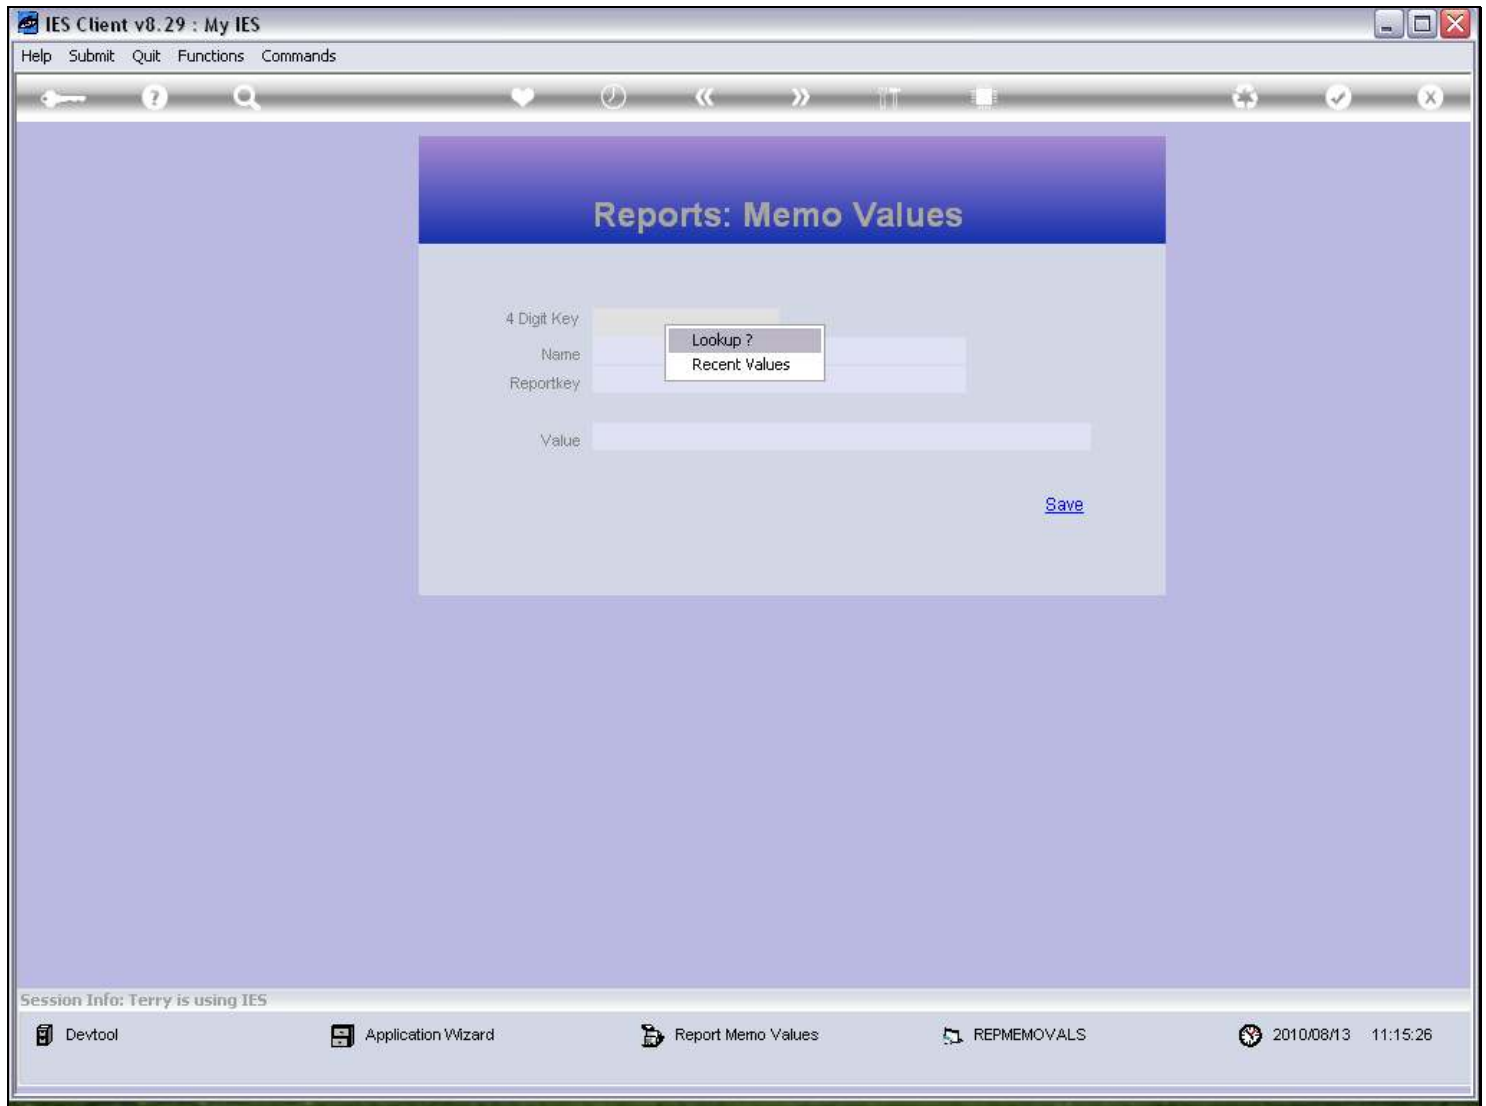 IES Client v8.29 : My IES
Help Submit Quit Functions Commands
Reports: Memo Values
4 Digit Key
Lookup ?
Name
Recent Values
Reportkey
Value
Save
Session Info: Terry is using IES
Devtool Application Wizard Report Memo Values REPMEMOVALS 2010/08/13 11:15:26